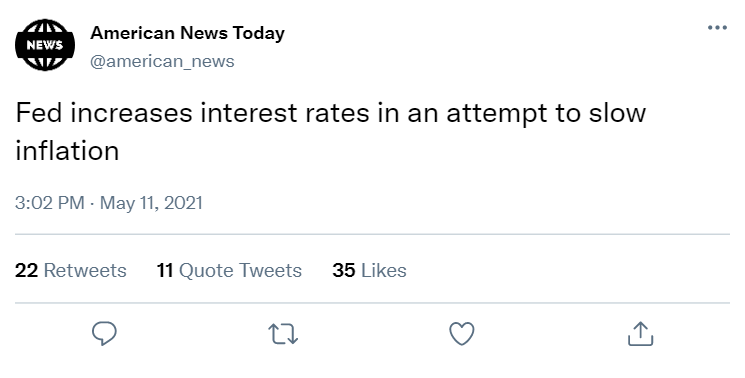 NEWS
American News Today
@american_news
Fed increases interest rates in an attempt to slow
inflation
3:02 PM · May 11, 2021
22 Retweets 11 Quote Tweets 35 Likes